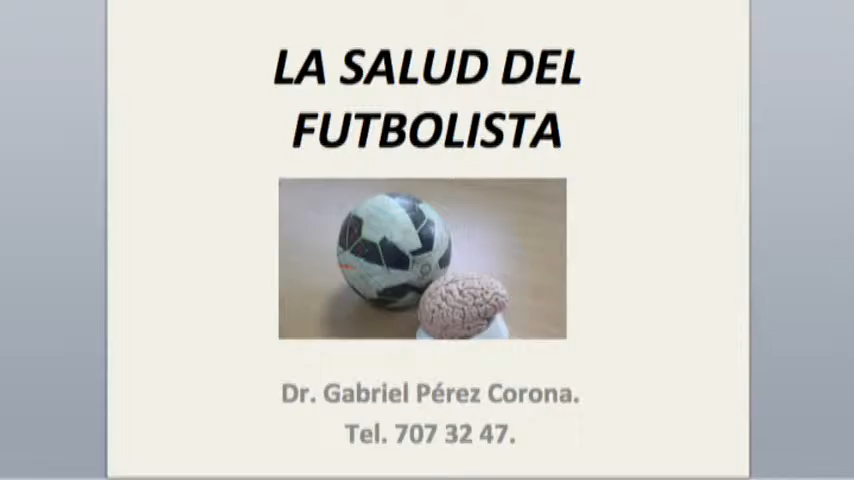 LA SALUD DEL
FUTBOLISTA
Dr. Gabriel Pérez Corona.
Tel. 707 32 47.